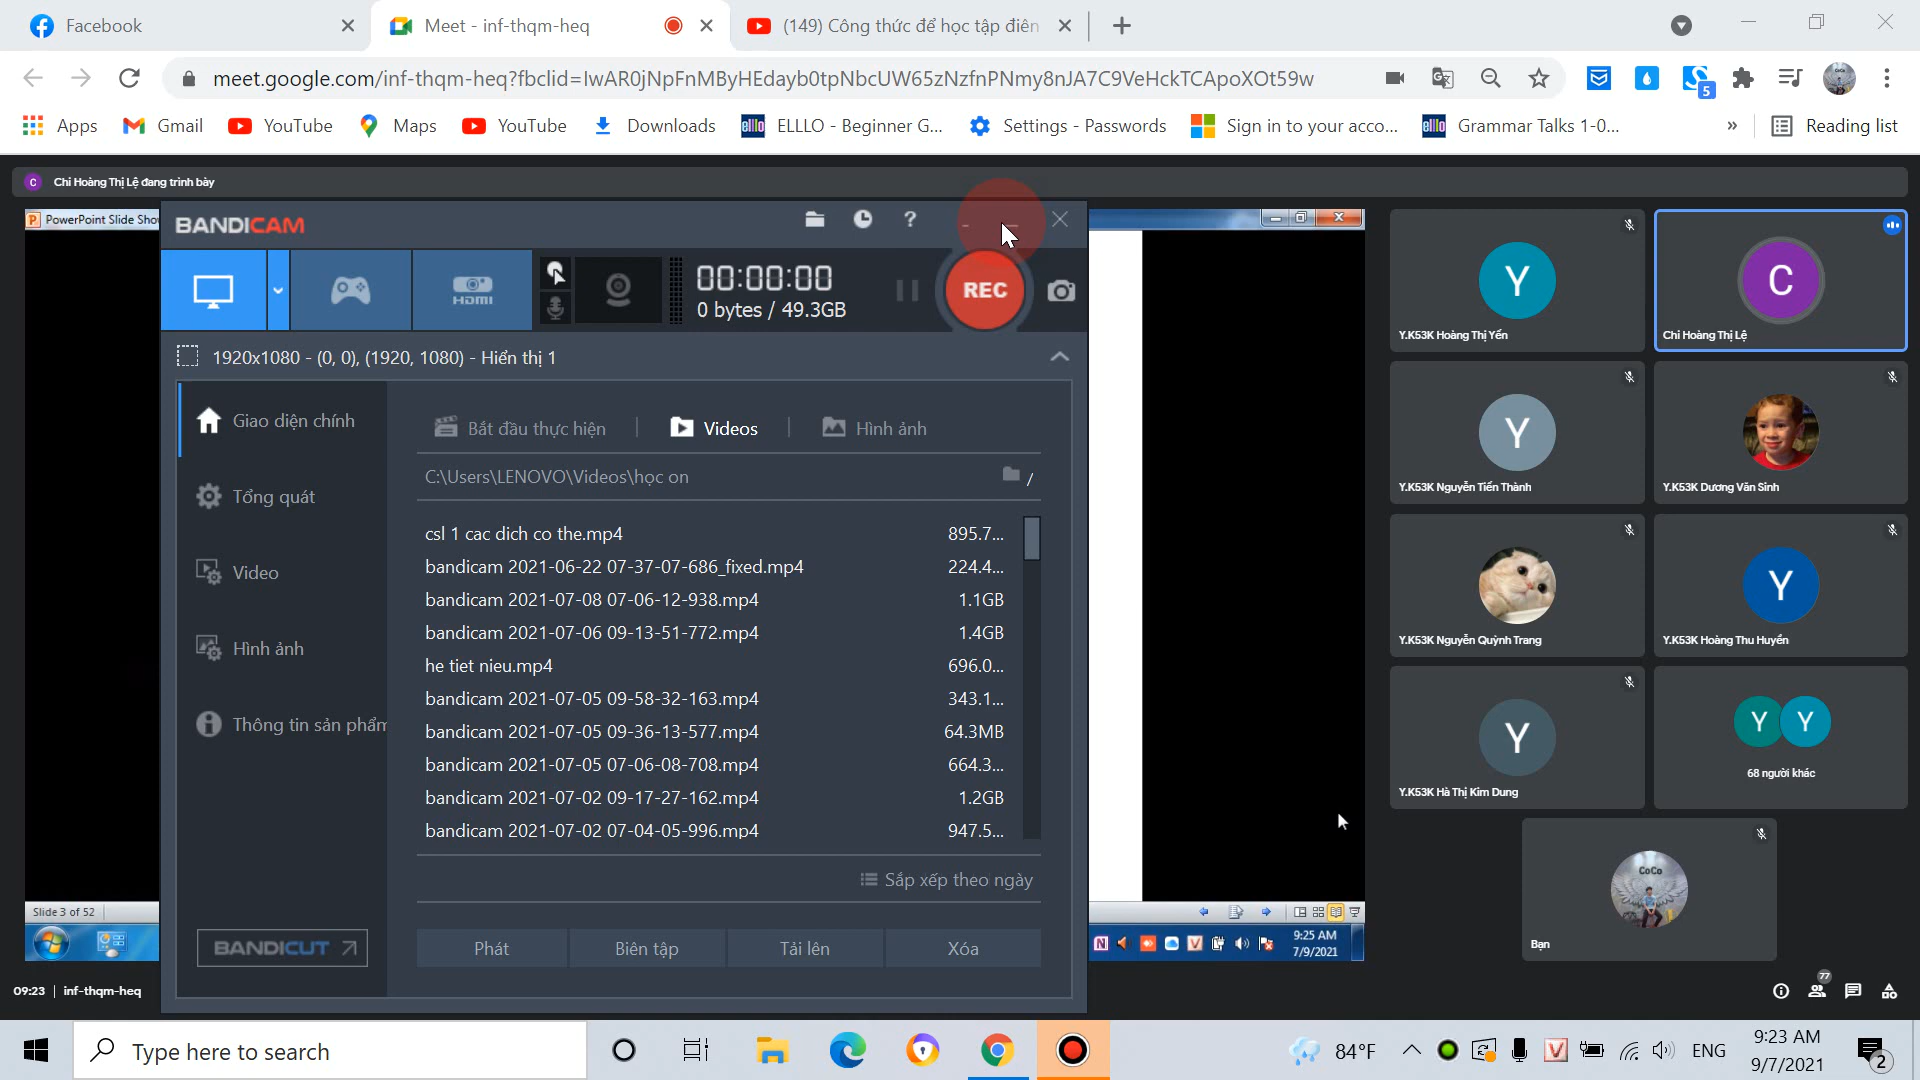 Facebook
Meet - inf-thqm-heq
(149) Công thức để học tập điên
meet.google.com/inf-thqm-heq?fbclid=IwAR0jNpFnMByHEdayb0tpNbcUW65zNzfnPNmy8nJA7C9VeHckTCApoXOt59w
5
Apps
Gmail
YouTube
Maps
YouTube
Downloads
elllo
ELLLO - Beginner G...
Settings - Passwords
Sign in to your acco...
elllo
Grammar Talks 1-0...
»
Reading list
C
Chi Hoàng Thị Lệ đang trình bày
PowerPoint Slide Sho
BANDICAM
HDMI
00:00:00
0 bytes / 49.3GB
REC
1920x1080 - (0, 0), (1920, 1080) - Hiển thị 1
Giao diện chính
Tổng quát
Video
Hình ảnh
Thông tin sản phẩm
BANDICUT
Bắt đầu thực hiện
Videos
Hình ảnh
C:\Users\LENOVO\Videos\học on
/
csl 1 cac dich co the.mp4 895.7...
bandicam 2021-06-22 07-37-07-686_fixed.mp4 224.4...
bandicam 2021-07-08 07-06-12-938.mp4 1.1GB
bandicam 2021-07-06 09-13-51-772.mp4 1.4GB
he tiet nieu.mp4 696.0...
bandicam 2021-07-05 09-58-32-163.mp4 343.1...
bandicam 2021-07-05 09-36-13-577.mp4 64.3MB
bandicam 2021-07-05 07-06-08-708.mp4 664.3...
bandicam 2021-07-02 09-17-27-162.mp4 1.2GB
bandicam 2021-07-02 07-04-05-996.mp4 947.5...
Sắp xếp theo ngày
Phát
Biên tập
Tải lên
Xóa
Slide 3 of 52
9:25 AM
7/9/2021
Y
Y.K53K Hoàng Thị Yến
C
Chi Hoàng Thị Lệ
Y
Y.K53K Nguyễn Tiến Thành
Y.K53K Dương Văn Sinh
Y.K53K Nguyễn Quỳnh Trang
Y
Y.K53K Hoàng Thu Huyền
Y
Y.K53K Hà Thị Kim Dung
Y Y
68 người khác
CoCo
Bạn
09:23 | inf-thqm-heq
77
Type here to search
84°F
ENG
9:23 AM
9/7/2021
2